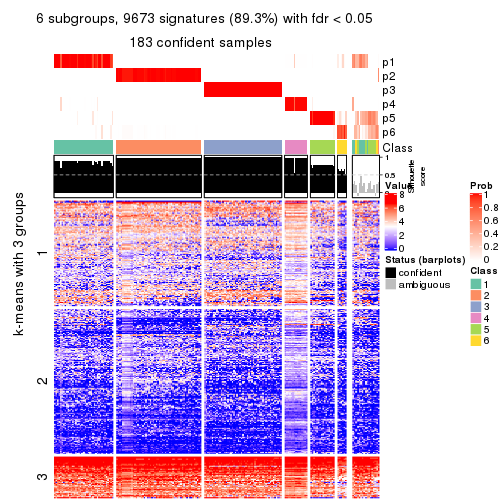 6 subgroups, 9673 signatures (89.3%) with fdr < 0.05
183 confident samples
p1
p2
p3
p4
p5
p6
Class
1
0.5
0
Silhouette
score
k-means with 3 groups
1
2
3
Value
8
6
4
2
0
Status (barplots)
confident
ambiguous
Prob
1
0.8
0.6
0.4
0.2
0
Class
1
2
3
4
5
6